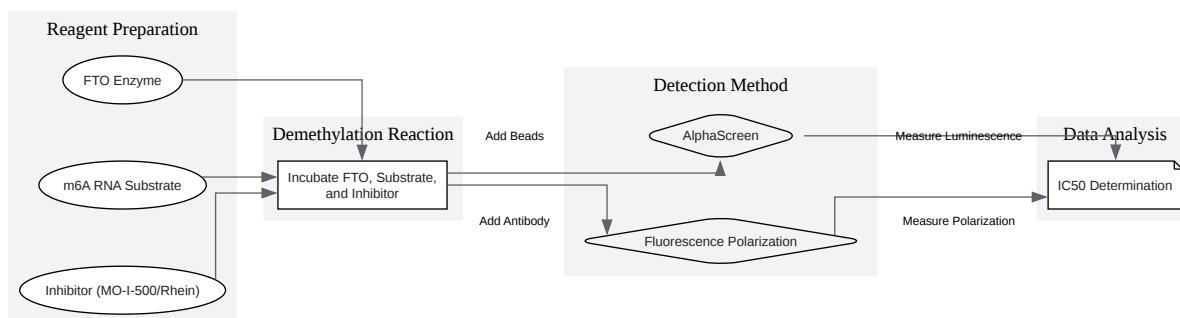 Reagent Preparation
FTO Enzyme
m6A RNA Substrate
Inhibitor (MO-I-500/Rhein)
Demethylation Reaction
Incubate FTO, Substrate,
and Inhibitor
Add Beads
Add Antibody
Detection Method
AlphaScreen
Fluorescence Polarization
Measure Luminescence
Measure Polarization
Data Analysis
IC50 Determination